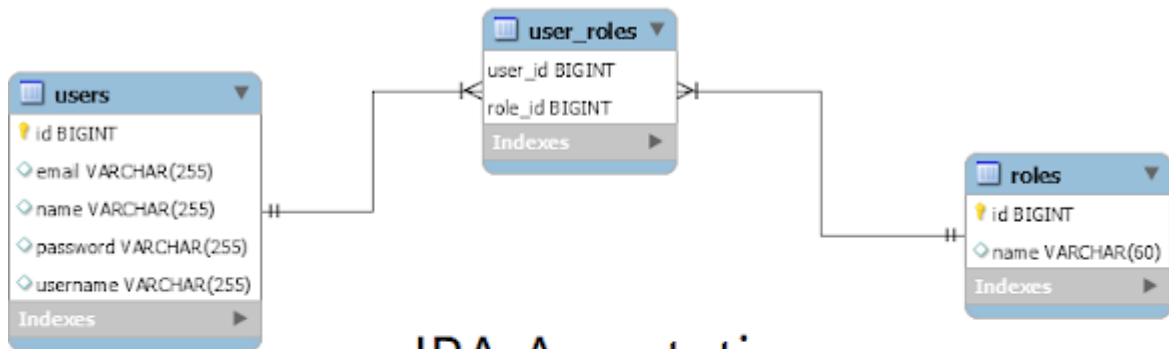 user_roles
user_id BIGINT
role_id BIGINT
Indexes
users
id BIGINT
email VARCHAR(255)
name VARCHAR(255)
password VARCHAR(255)
username VARCHAR(255)
Indexes
roles
id BIGINT
name VARCHAR(60)
Indexes